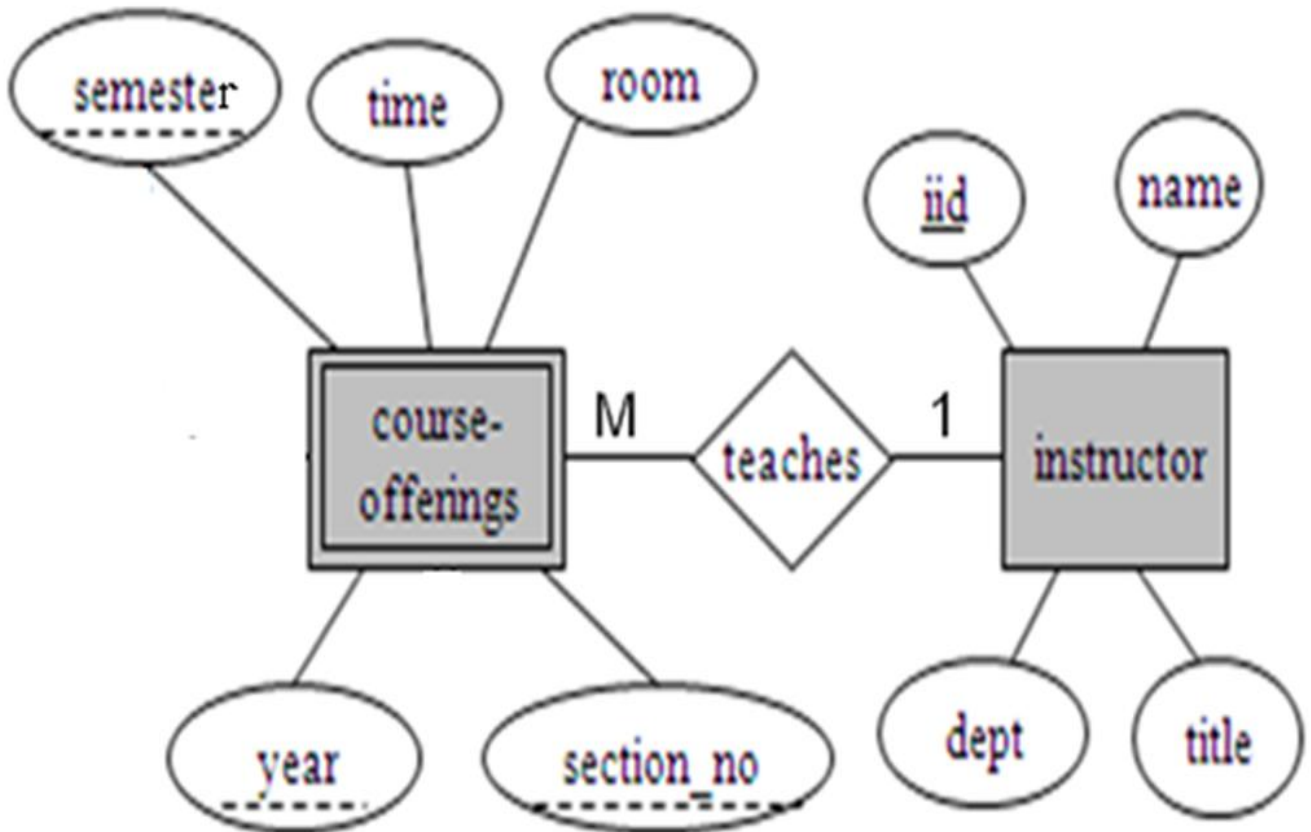 semester
time
room
iid
name
course-
offerings
M
teaches
1
instructor
year
section_no
dept
title